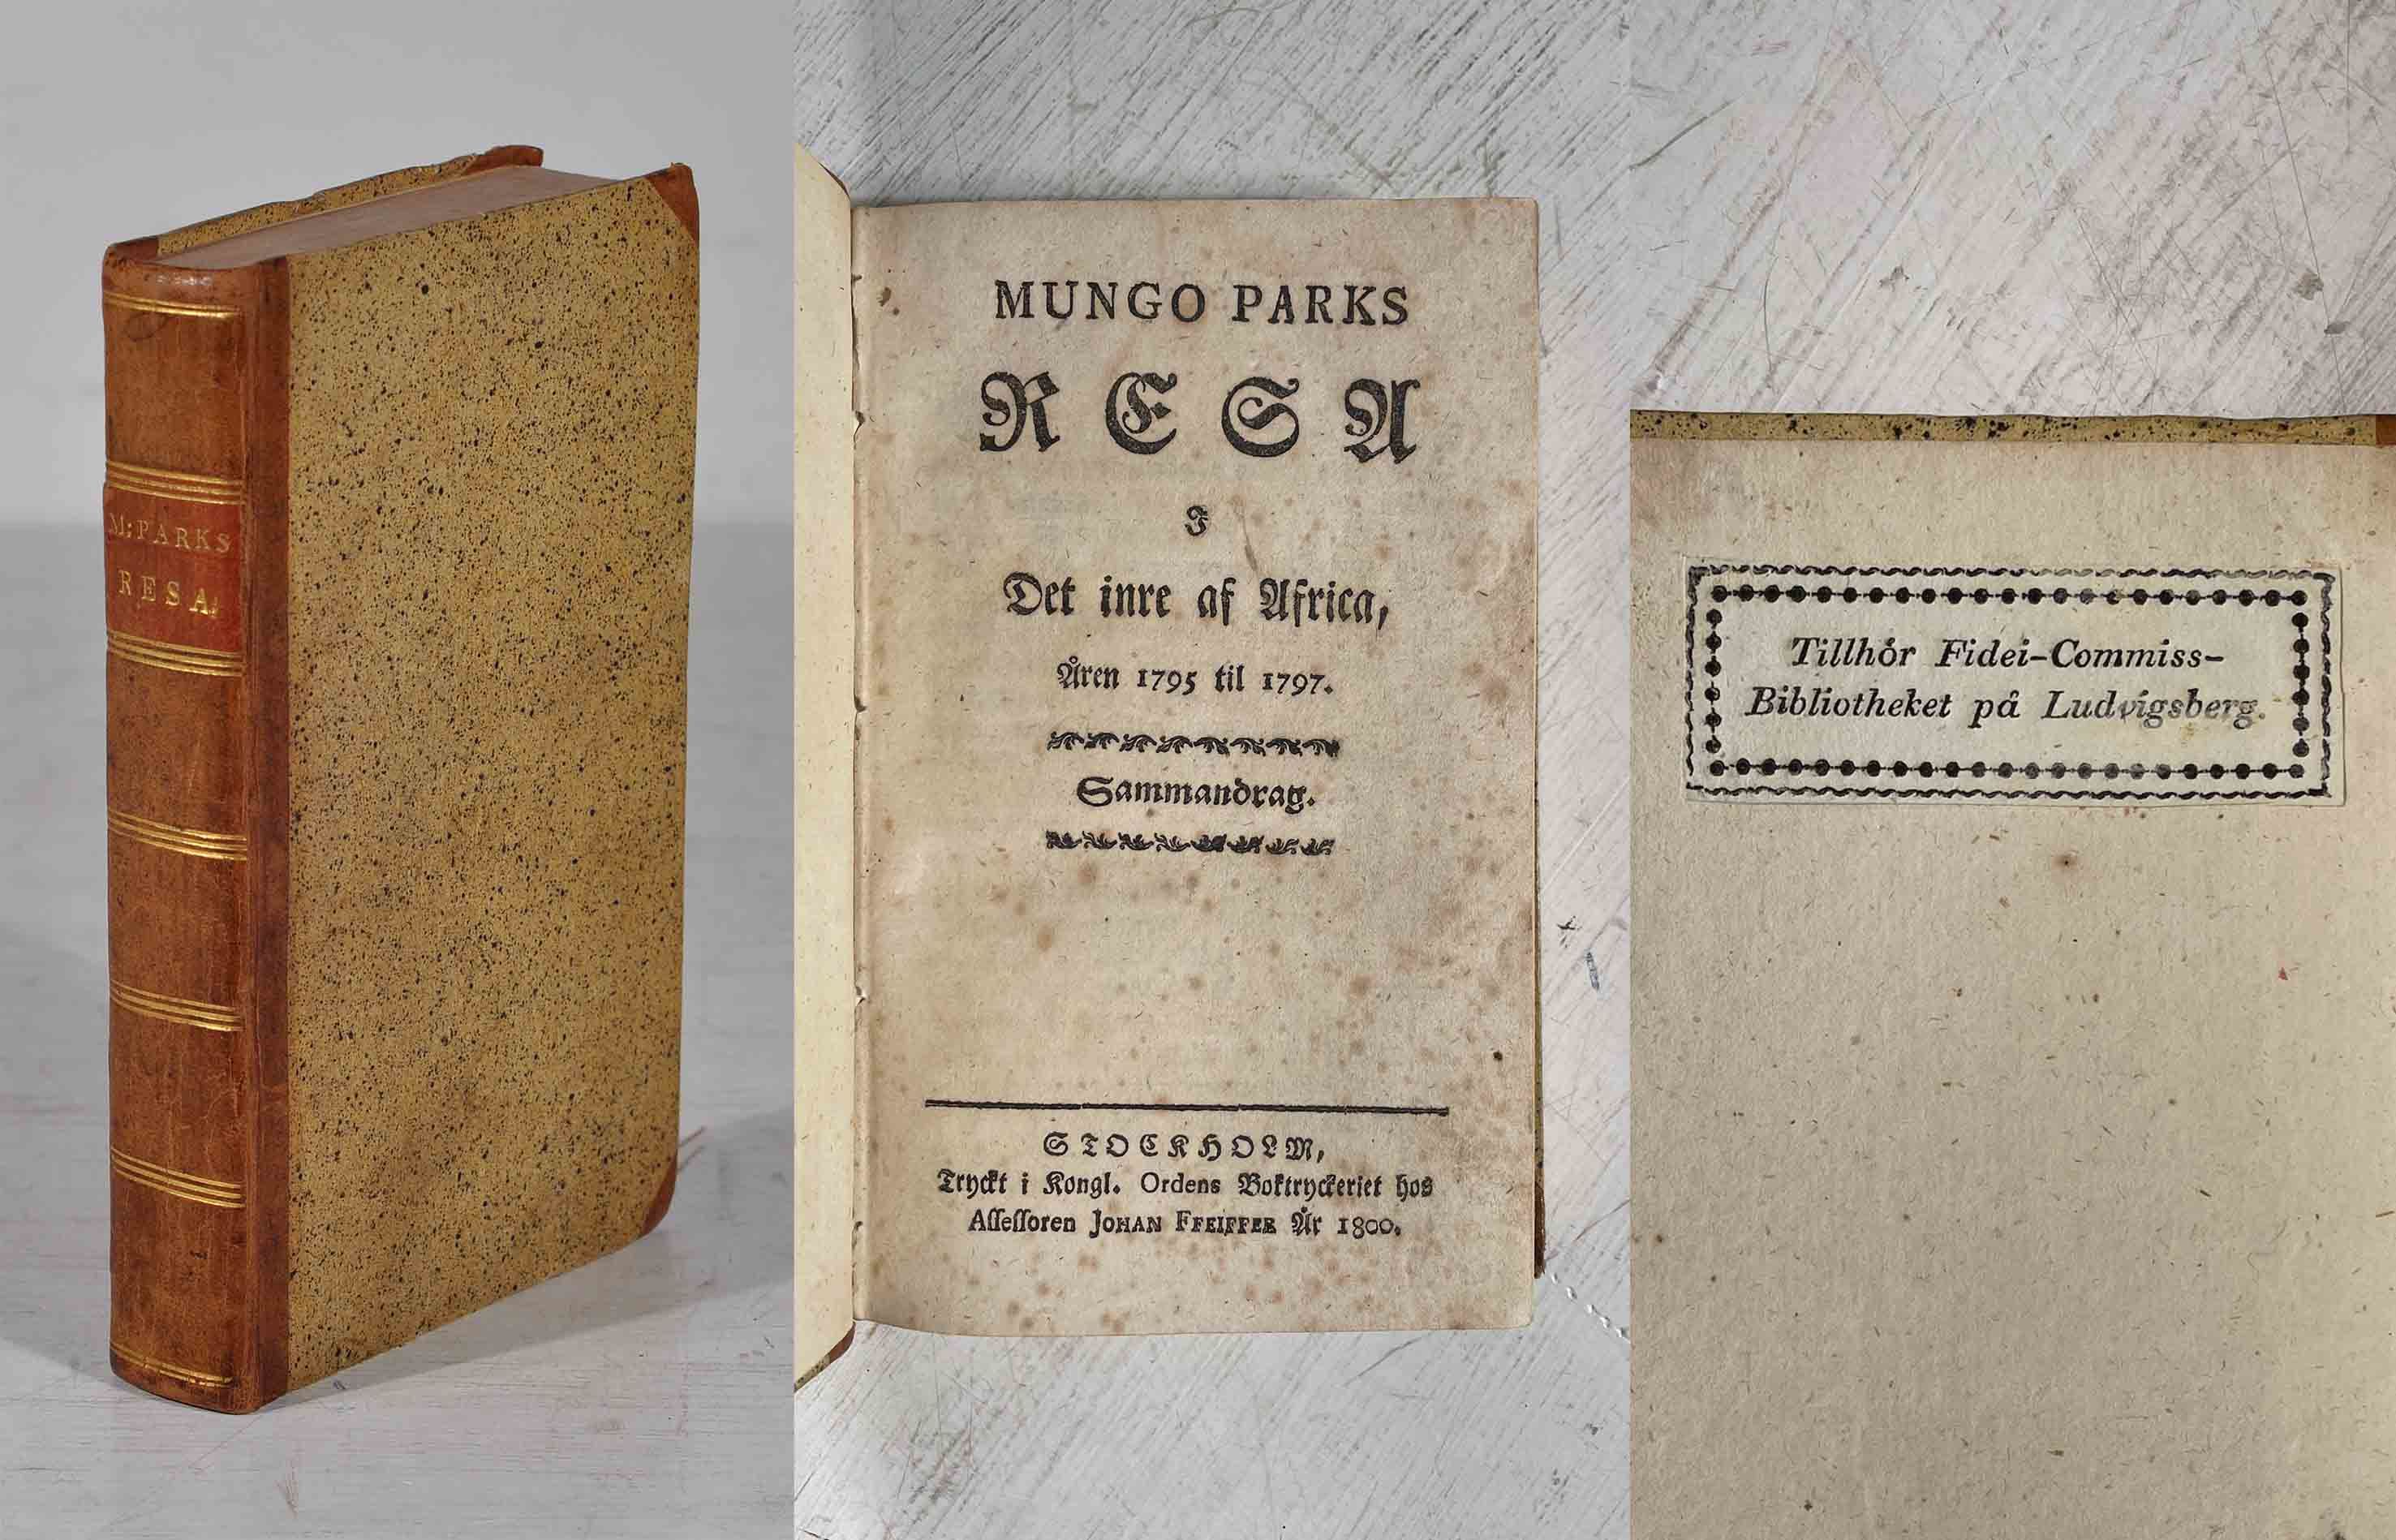 M: PARKS
RESA.
MUNGO PARKS
RESA
I
Det inre af Africa,
Åren 1795 til 1797.
Sammandrag.
STOCKHOLM,
Tryckt i Kongl. Ordens Boktryckeriet hos
Assessoren JOHAN PFEIFFER År 1800.
Tillhör Fidei-Commiss-
Bibliotheket på Ludvigsberg.